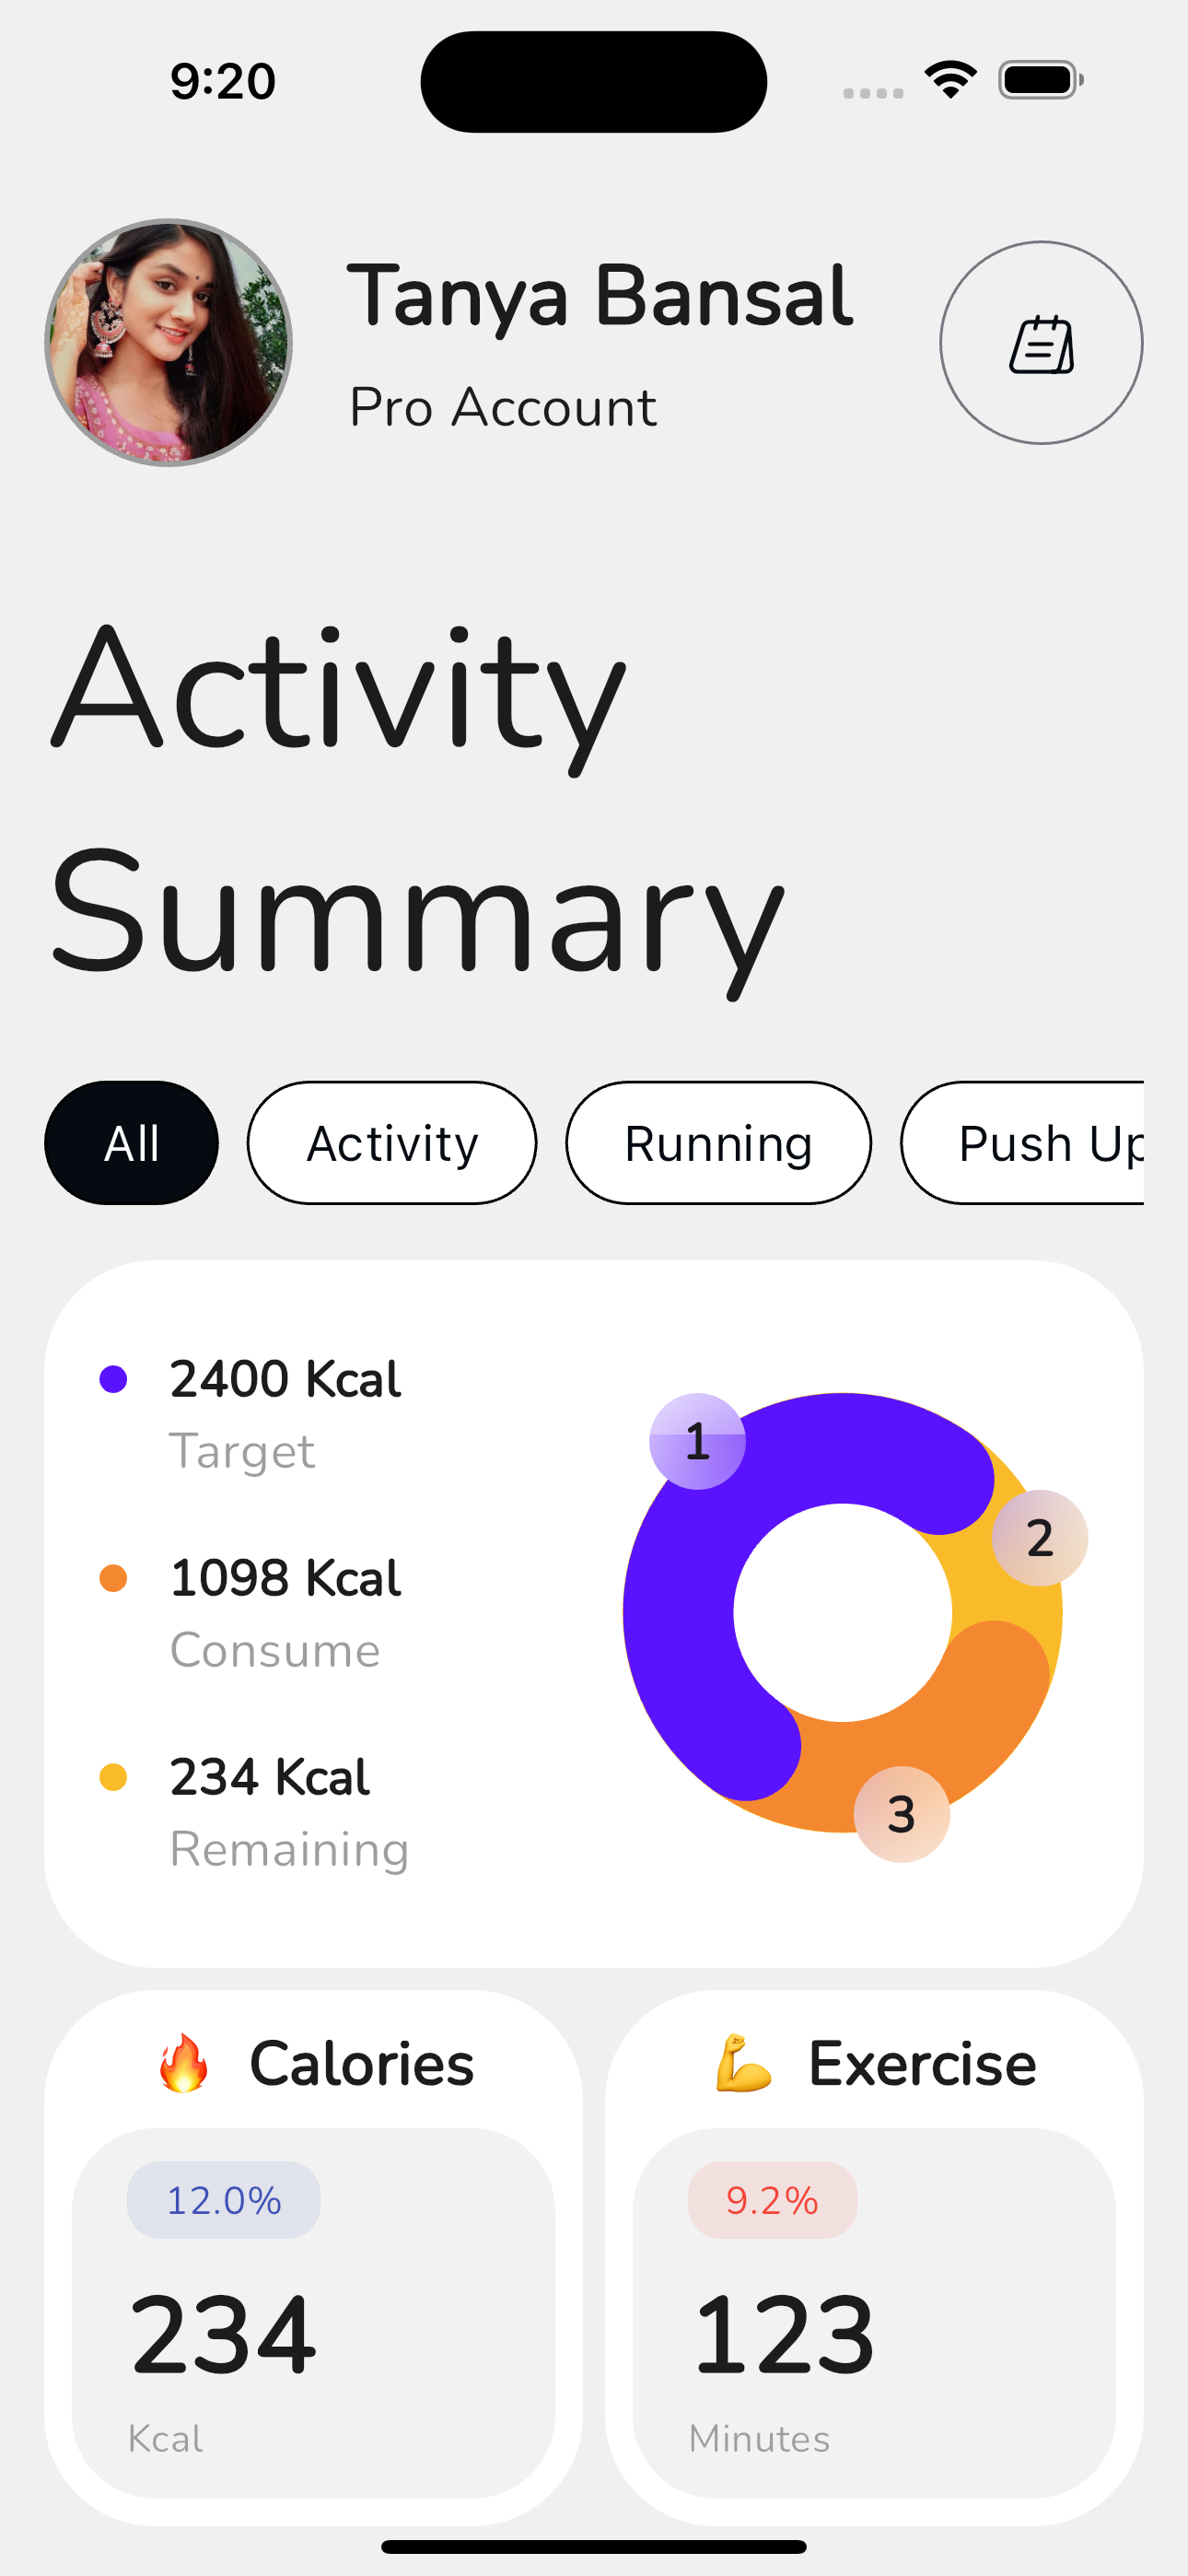 9:20
Tanya Bansal
Pro Account
Activity
Summary
All
Activity
Running
Push Up
2400 Kcal
Target
1098 Kcal
Consume
234 Kcal
Remaining
1
2
3
Calories
12.0%
234
Kcal
Exercise
9.2%
123
Minutes